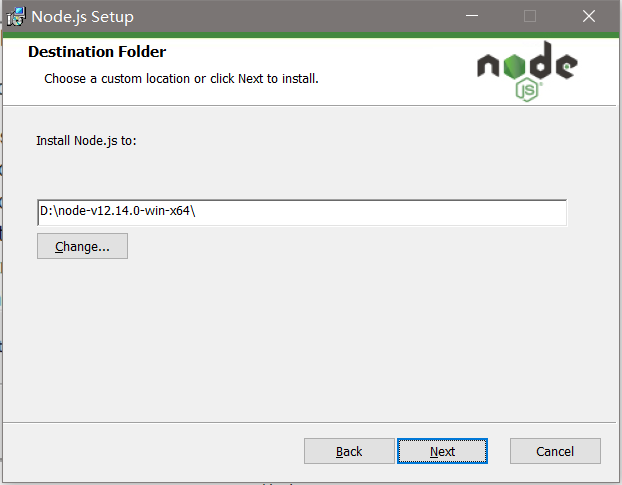 Node.js Setup
Destination Folder
Choose a custom location or click Next to install.
node
JS
Install Node.js to:
D:\node-v12.14.0-win-x64\
Change...
Back
Next
Cancel